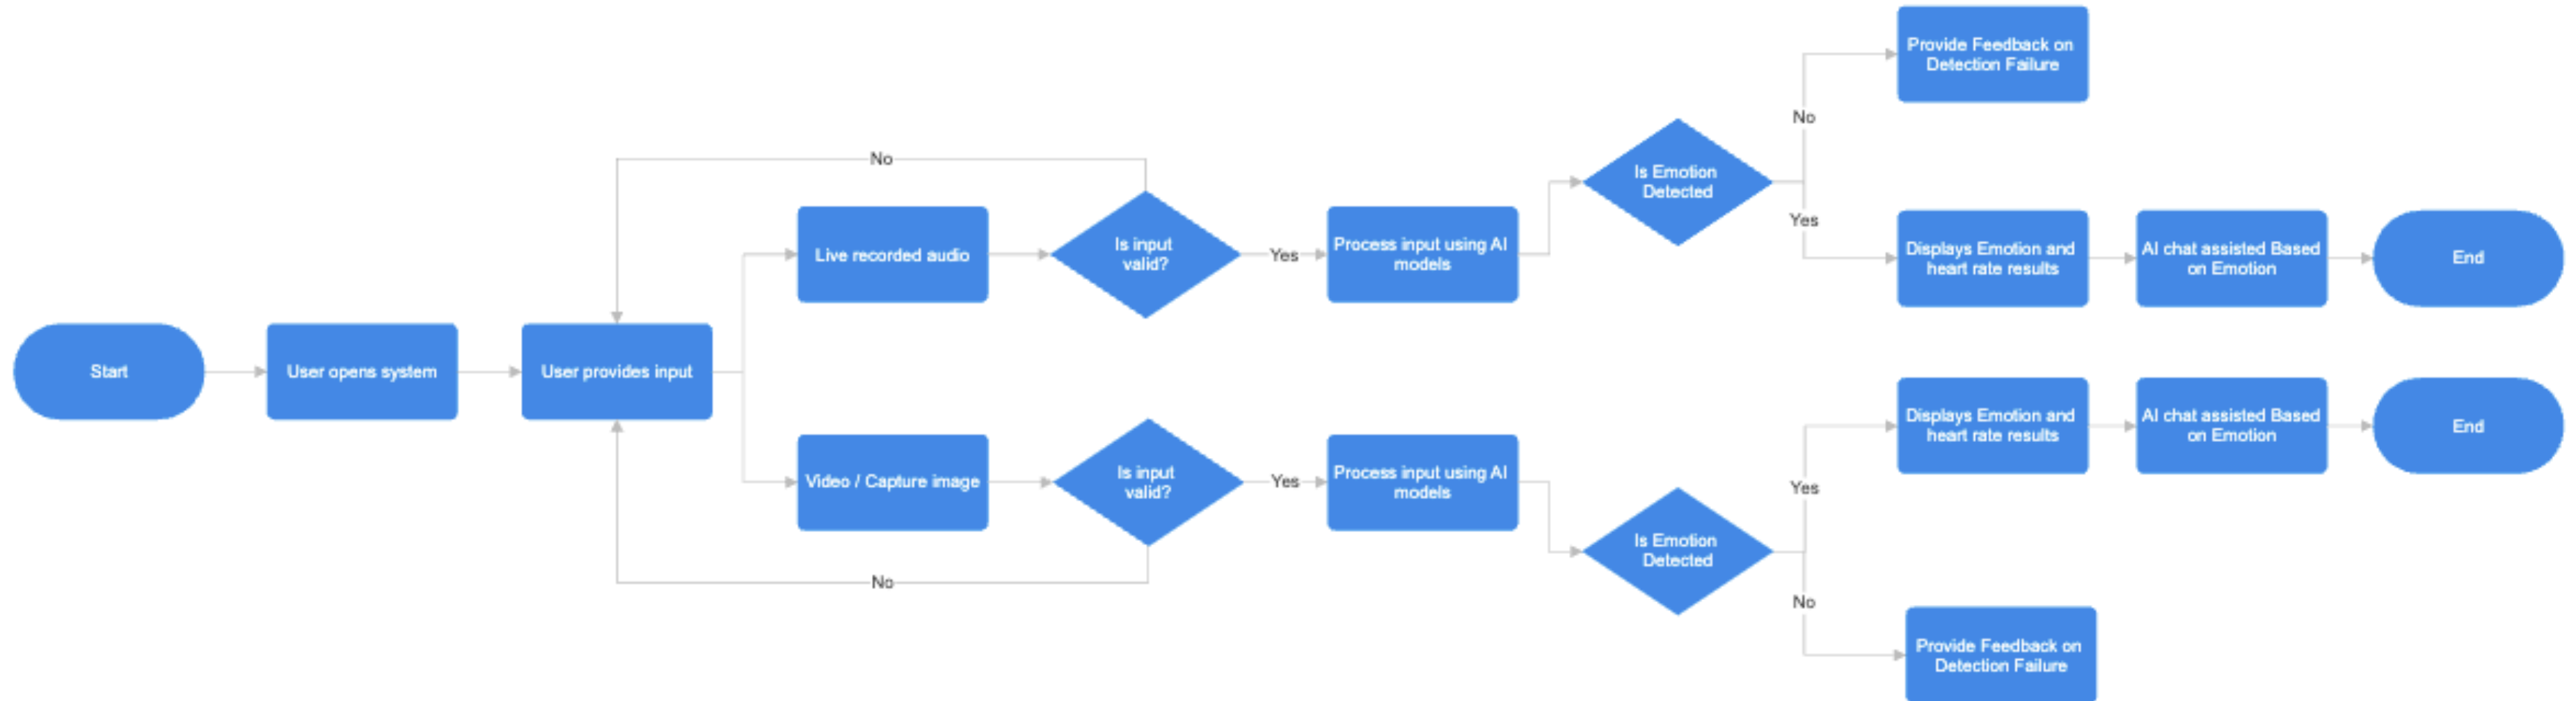 Provide Feedback on
Detection Failure
No
No
Is Emotion
Detected
Yes
Live recorded audio
Is input
valid?
Yes
Process input using AI
models
Displays Emotion and
heart rate results
AI chat assisted Based
on Emotion
End
Start
User opens system
User provides input
Displays Emotion and
heart rate results
AI chat assisted Based
on Emotion
End
Video / Capture image
Is input
valid?
Yes
Process input using AI
models
Yes
Is Emotion
Detected
No
No
Provide Feedback on
Detection Failure